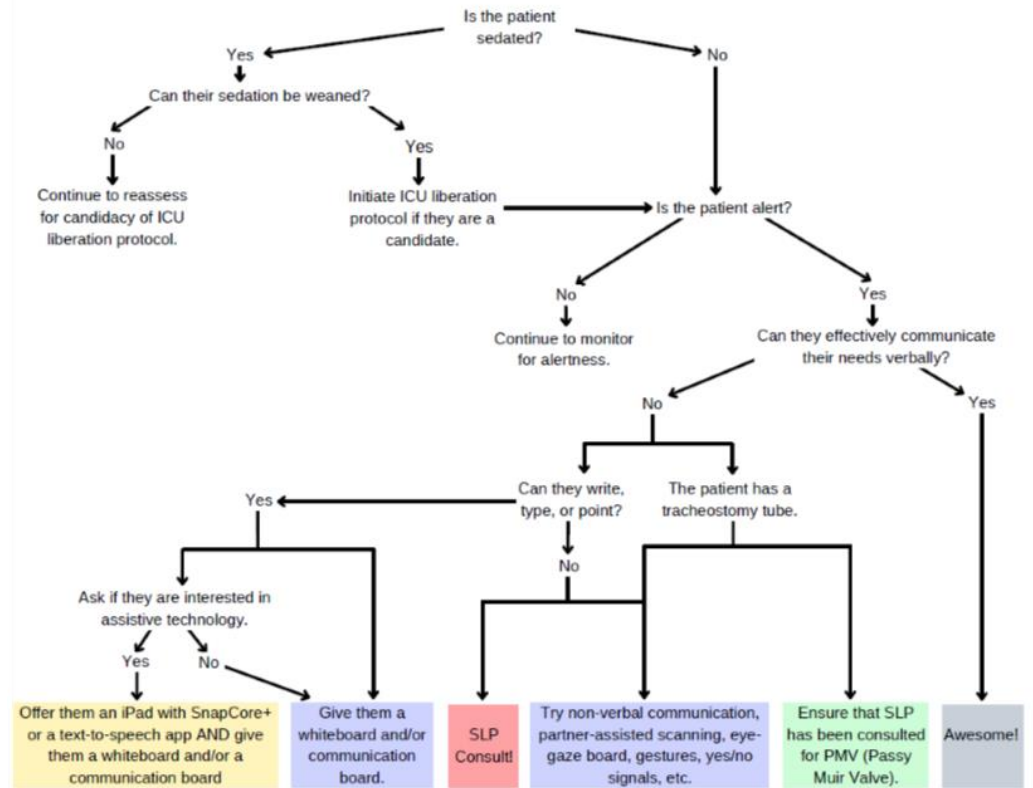 Is the patient
sedated?
Yes
No
Can their sedation be weaned?
No
Yes
Continue to reassess
for candidacy of ICU
liberation protocol.
Initiate ICU liberation
protocol if they are a
candidate.
Is the patient alert?
No
Yes
Continue to monitor
for alertness.
Can they effectively communicate
their needs verbally?
No
Yes
Yes
Can they write,
type, or point?
The patient has a
tracheostomy tube.
No
Ask if they are interested in
assistive technology.
Yes
No
Offer them an iPad with SnapCore+
or a text-to-speech app AND give
them a whiteboard and/or a
communication board
Give them a
whiteboard and/or
communication
board.
SLP
Consult!
Try non-verbal communication,
partner-assisted scanning, eye-
gaze board, gestures, yes/no
signals, etc.
Ensure that SLP
has been consulted
for PMV (Passy
Muir Valve).
Awesome!